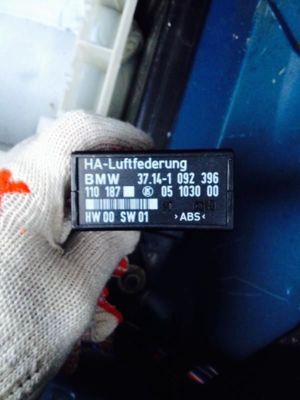 HA-Luftfederung
BMW 37.14-1 092 396
110 187 05 1030 00
HW 00 SW 01 >ABS<